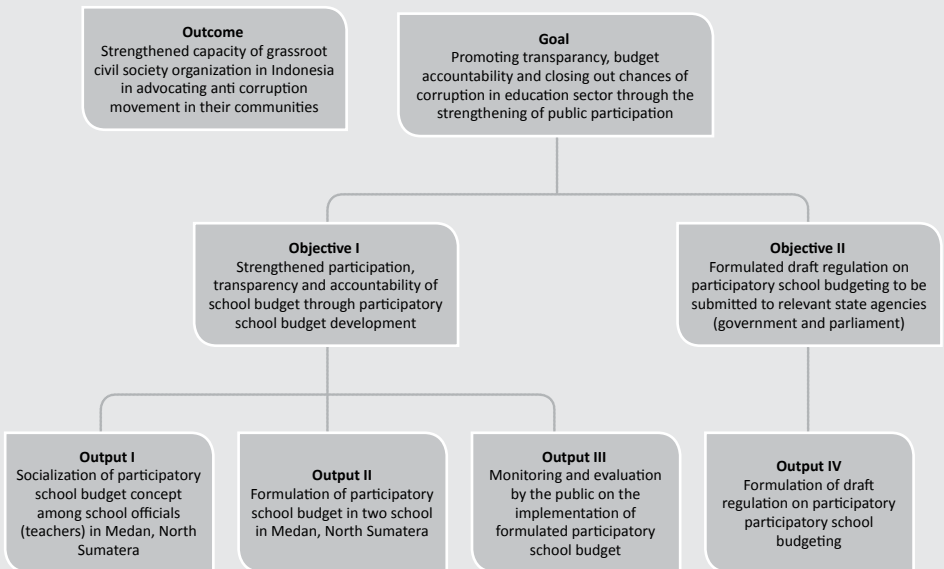 Outcome
Strengthened capacity of grassroot
civil society organization in Indonesia
in advocating anti corruption
movement in their communities
Goal
Promoting transparency, budget
accountability and closing out chances of
corruption in education sector through the
strengthening of public participation
Objective I
Strengthened participation,
transparency and accountability of
school budget through participatory
school budget development
Objective II
Formulated draft regulation on
participatory school budgeting to be
submitted to relevant state agencies
(government and parliament)
Output I
Socialization of participatory
school budget concept
among school officials
(teachers) in Medan, North
Sumatera
Output II
Formulation of participatory
school budget in two school
in Medan, North Sumatera
Output III
Monitoring and evaluation
by the public on the
implementation of
formulated participatory
school budget
Output IV
Formulation of draft
regulation on participatory
participatory school
budgeting